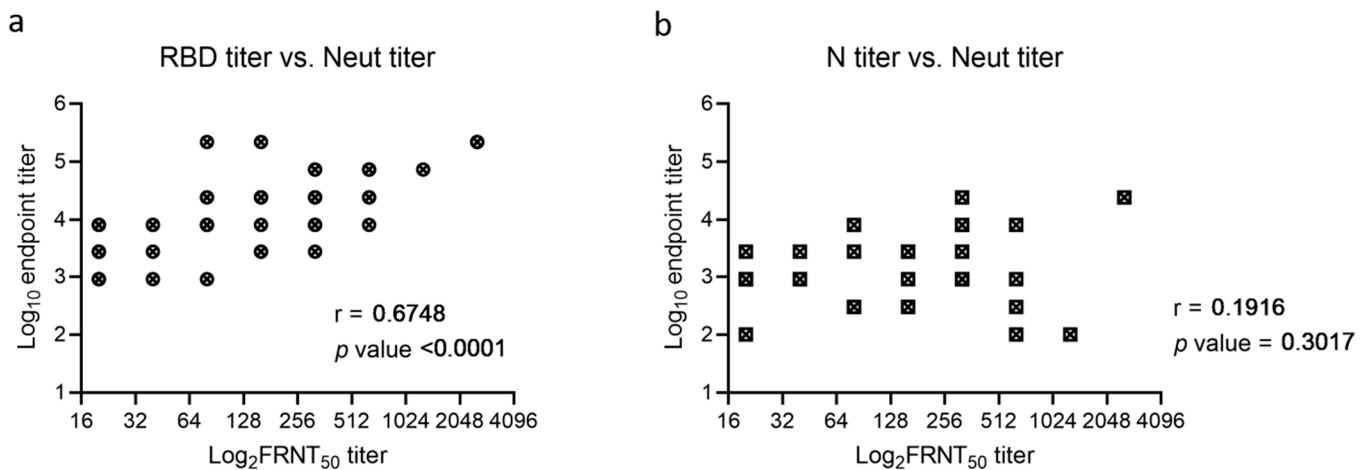 a
RBD titer vs. Neut titer
Log10 endpoint titer
6
5
4
3
2
1
r = 0.6748
p value <0.0001
16 32 64 128 256 512 1024 2048 4096
Log2FRNT50 titer
b
N titer vs. Neut titer
Log10 endpoint titer
6
5
4
3
2
1
r = 0.1916
p value = 0.3017
16 32 64 128 256 512 1024 2048 4096
Log2FRNT50 titer